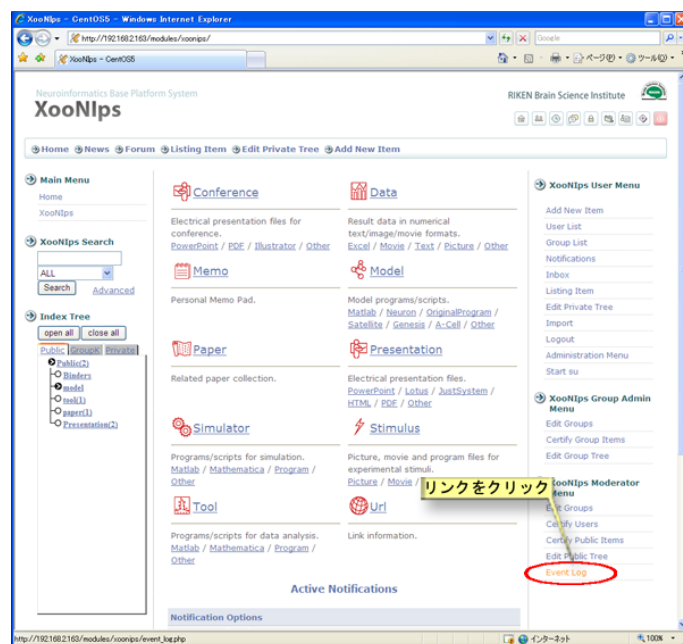 XooNIps - CentOS5 - Windows Internet Explorer
http://192.168.2.163/modules/xoonips/
Google
XooNIps - CentOS5
ページ(P)
ツール(O)
Neuroinformatics Base Platform System
XooNIps
RIKEN Brain Science Institute
Home News Forum Listing Item Edit Private Tree Add New Item
Main Menu
Home
XooNIps
XooNIps Search
ALL
Search Advanced
Index Tree
open all close all
Public GroupK Private
Public(2)
Binders
model
tool(1)
paper(1)
Presentation(2)
Conference
Electrical presentation files for
conference.
PowerPoint / PDF / Illustrator / Other
Data
Result data in numerical
text/image/movie formats.
Excel / Movie / Text / Picture / Other
Memo
Personal Memo Pad.
Model
Model programs/scripts.
Matlab / Neuron / OriginalProgram /
Satellite / Genesis / A-Cell / Other
Paper
Related paper collection.
Presentation
Electrical presentation files.
PowerPoint / Lotus / JustSystem /
HTML / PDF / Other
Simulator
Programs/scripts for simulation.
Matlab / Mathematica / Program /
Other
Stimulus
Picture, movie and program files for
experimental stimuli.
Picture / Movie /
Tool
Programs/scripts for data analysis.
Matlab / Mathematica / Program /
Other
Url
Link information.
Active Notifications
Notification Options
XooNIps User Menu
Add New Item
User List
Group List
Notifications
Inbox
Listing Item
Edit Private Tree
Import
Logout
Administration Menu
Start su
XooNIps Group Admin
Menu
Edit Groups
Certify Group Items
Edit Group Tree
リンクをクリック
XooNIps Moderator
Menu
Edit Groups
Certify Users
Certify Public Items
Edit Public Tree
Event Log
http://192.168.2.163/modules/xoonips/event_log.php
インターネット
100%